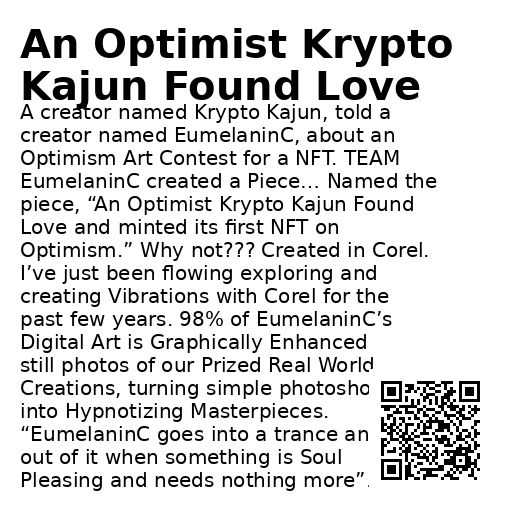 An Optimist Krypto
Kajun Found Love
A creator named Krypto Kajun, told a
creator named EumelaninC, about an
Optimism Art Contest for a NFT. TEAM
EumelaninC created a Piece... Named the
piece, “An Optimist Krypto Kajun Found
Love and minted its first NFT on
Optimism.” Why not??? Created in Corel.
I’ve just been flowing exploring and
creating Vibrations with Corel for the
past few years. 98% of EumelaninC’s
Digital Art is Graphically Enhanced
still photos of our Prized Real World
Creations, turning simple photosho
into Hypnotizing Masterpieces.
“EumelaninC goes into a trance an
out of it when something is Soul
Pleasing and needs nothing more”.